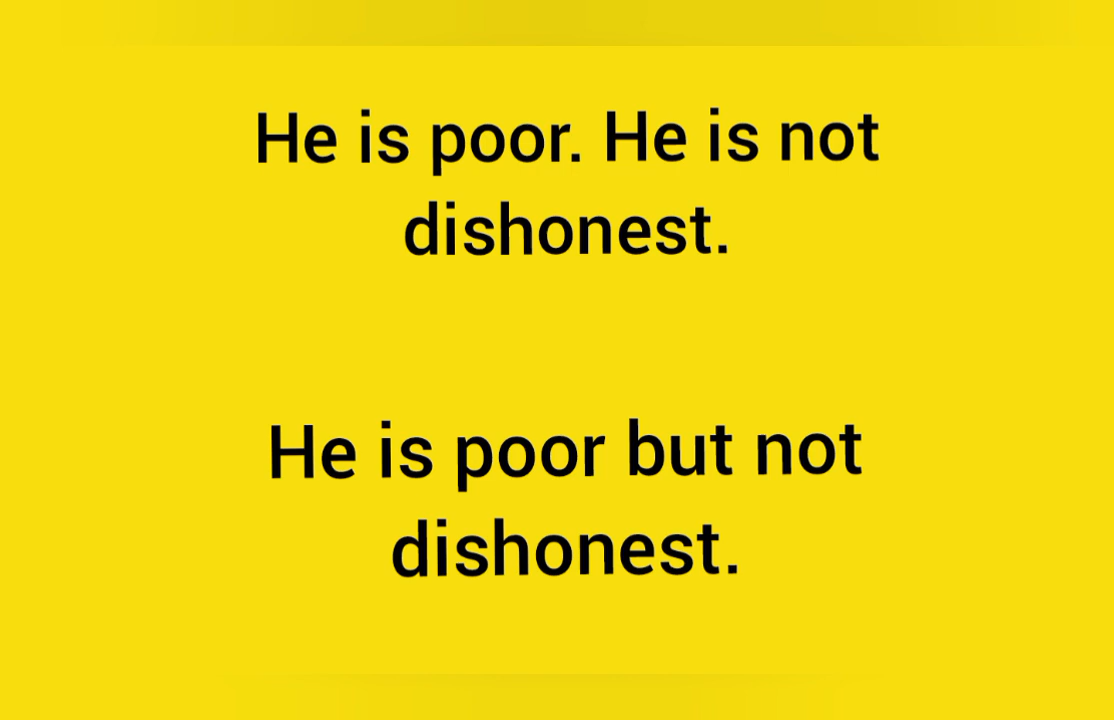 He is poor. He is not
dishonest.
He is poor but not
dishonest.